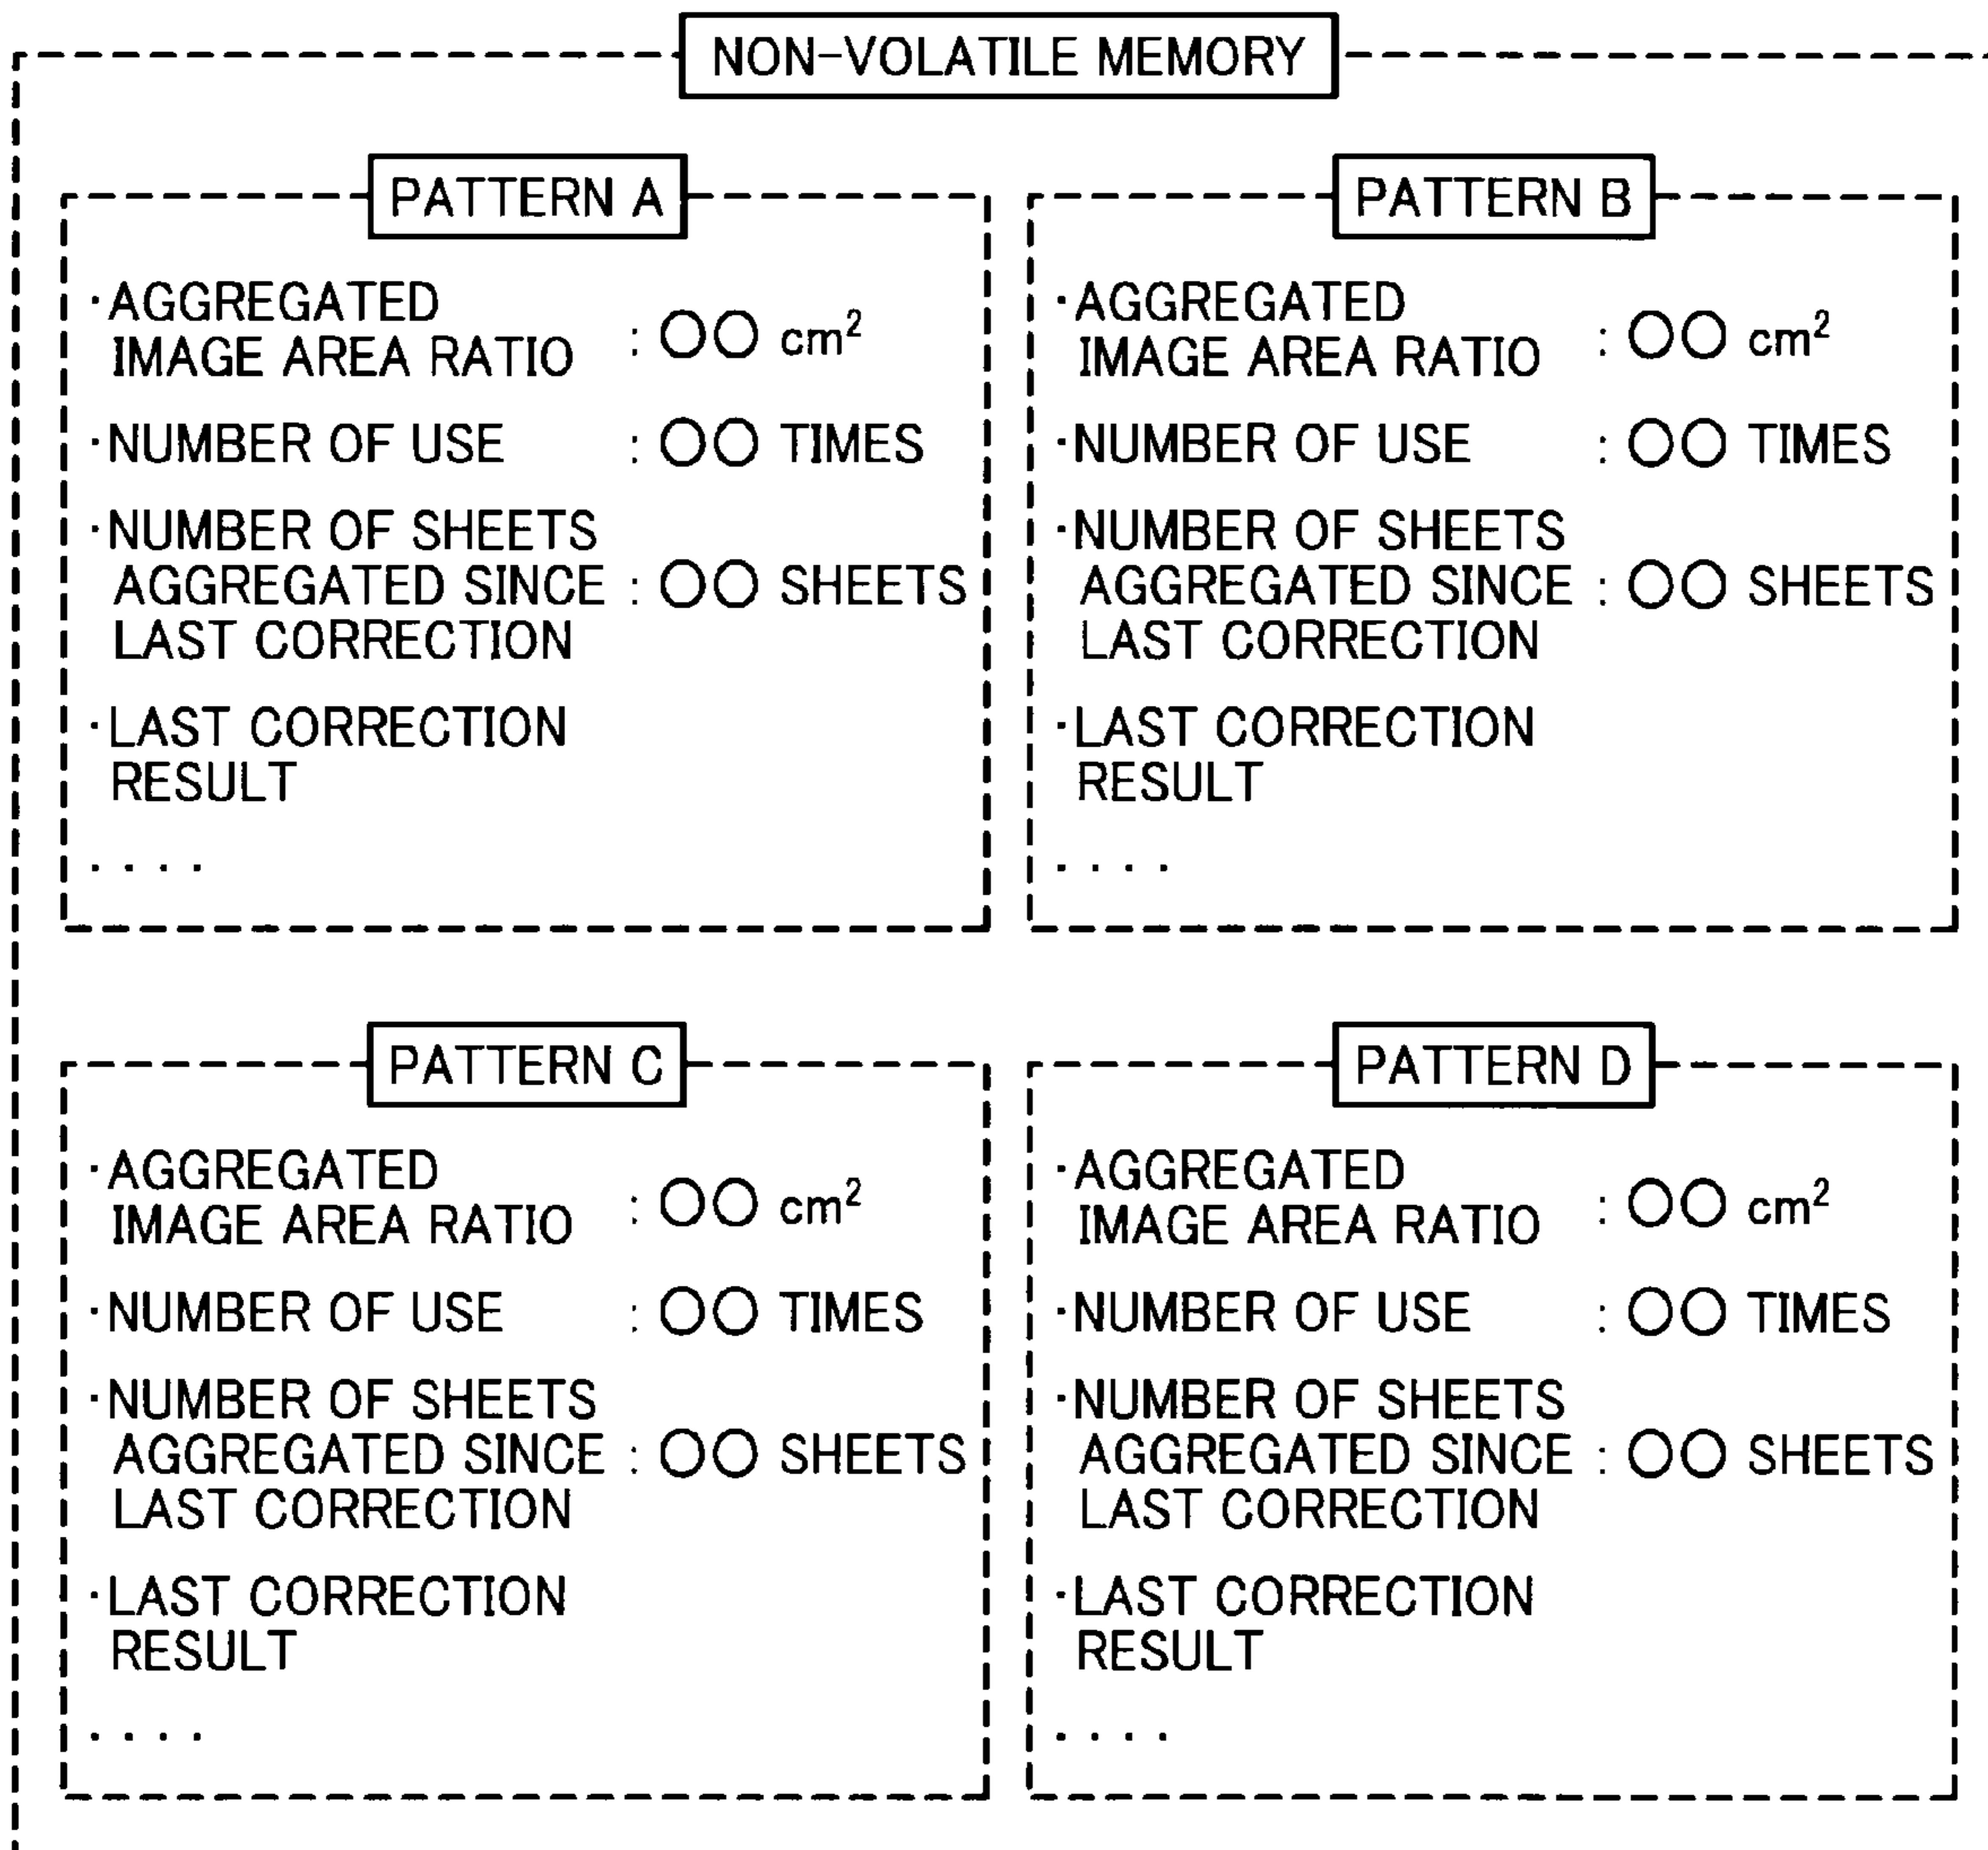 NON-VOLATILE MEMORY
PATTERN A
·AGGREGATED
IMAGE AREA RATIO : ○○ cm²
·NUMBER OF USE : ○○ TIMES
·NUMBER OF SHEETS
AGGREGATED SINCE : ○○ SHEETS
LAST CORRECTION
·LAST CORRECTION
RESULT
· · · ·
PATTERN B
·AGGREGATED
IMAGE AREA RATIO : ○○ cm²
·NUMBER OF USE : ○○ TIMES
·NUMBER OF SHEETS
AGGREGATED SINCE : ○○ SHEETS
LAST CORRECTION
·LAST CORRECTION
RESULT
· · · ·
PATTERN C
·AGGREGATED
IMAGE AREA RATIO : ○○ cm²
·NUMBER OF USE : ○○ TIMES
·NUMBER OF SHEETS
AGGREGATED SINCE : ○○ SHEETS
LAST CORRECTION
·LAST CORRECTION
RESULT
· · · ·
PATTERN D
·AGGREGATED
IMAGE AREA RATIO : ○○ cm²
·NUMBER OF USE : ○○ TIMES
·NUMBER OF SHEETS
AGGREGATED SINCE : ○○ SHEETS
LAST CORRECTION
·LAST CORRECTION
RESULT
· · · ·